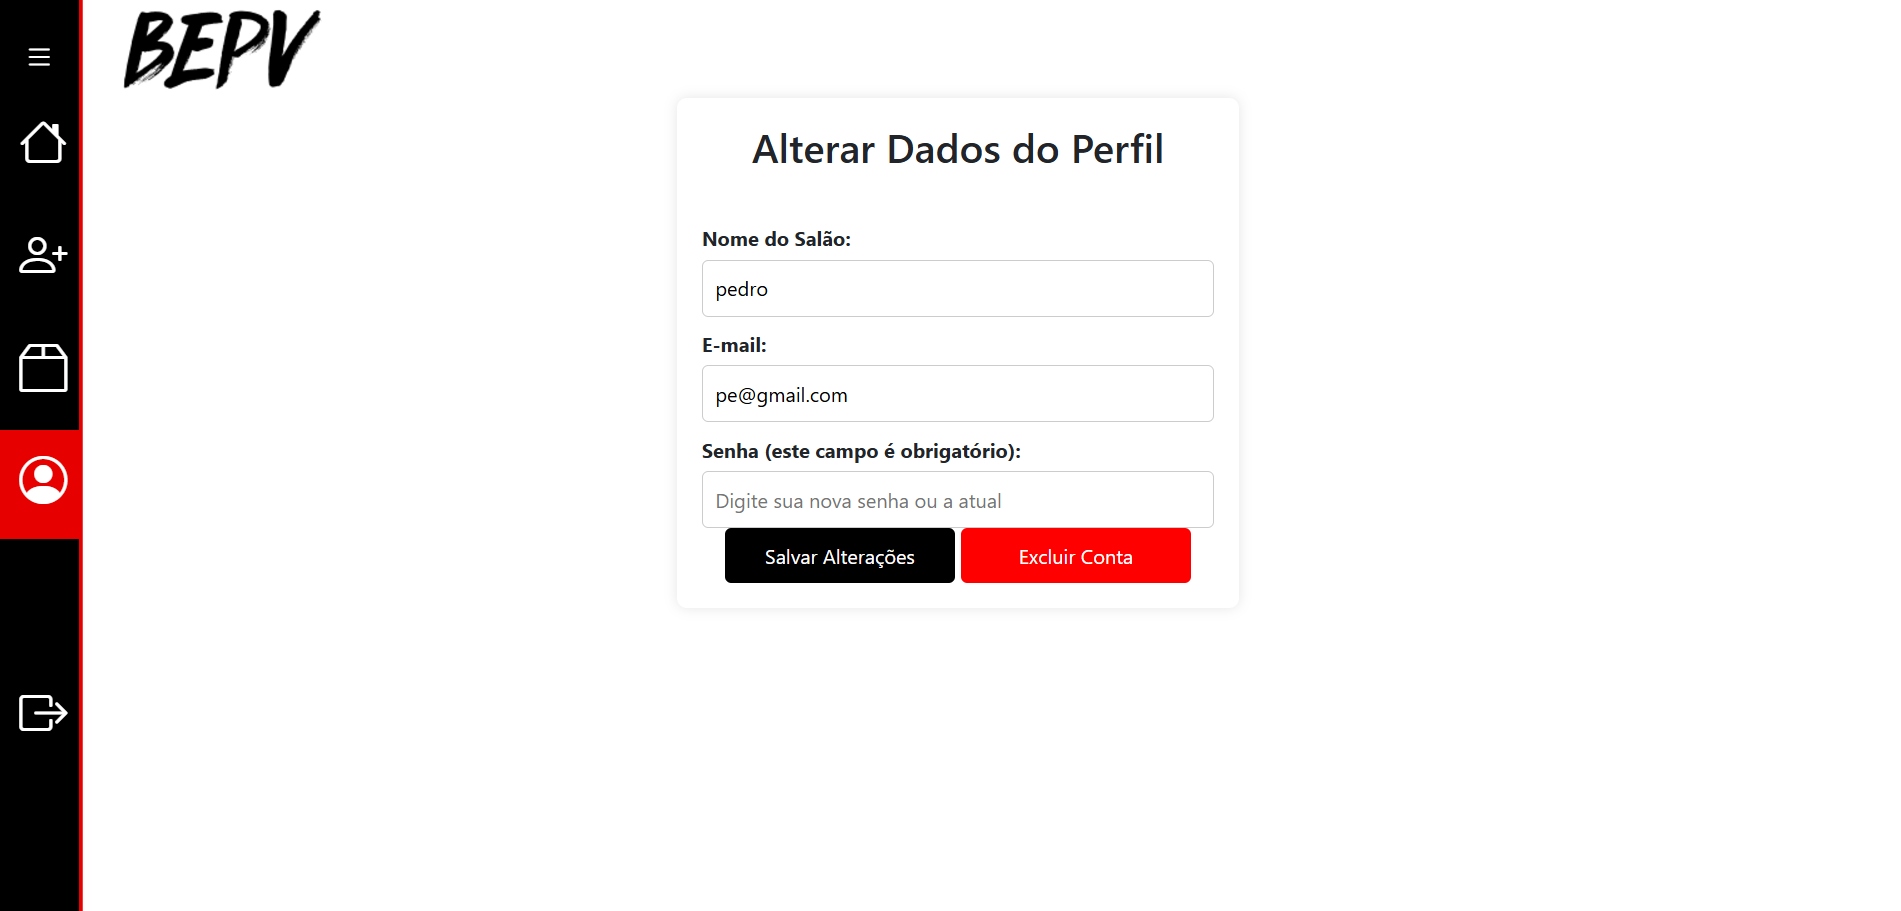 BEPV
Alterar Dados do Perfil
Nome do Salão:
pedro
E-mail:
pe@gmail.com
Senha (este campo é obrigatório):
Digite sua nova senha ou a atual
Salvar Alterações
Excluir Conta